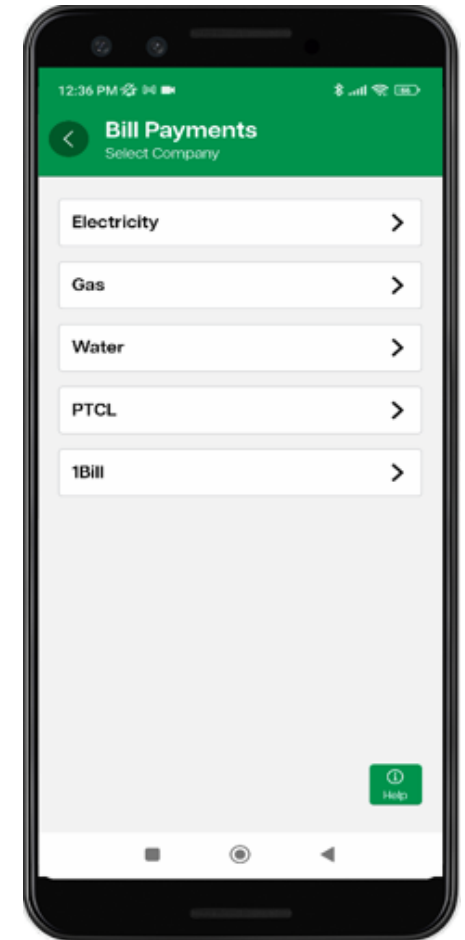 12:36 PM
Bill Payments
Select Company
Electricity
Gas
Water
PTCL
1Bill
Help